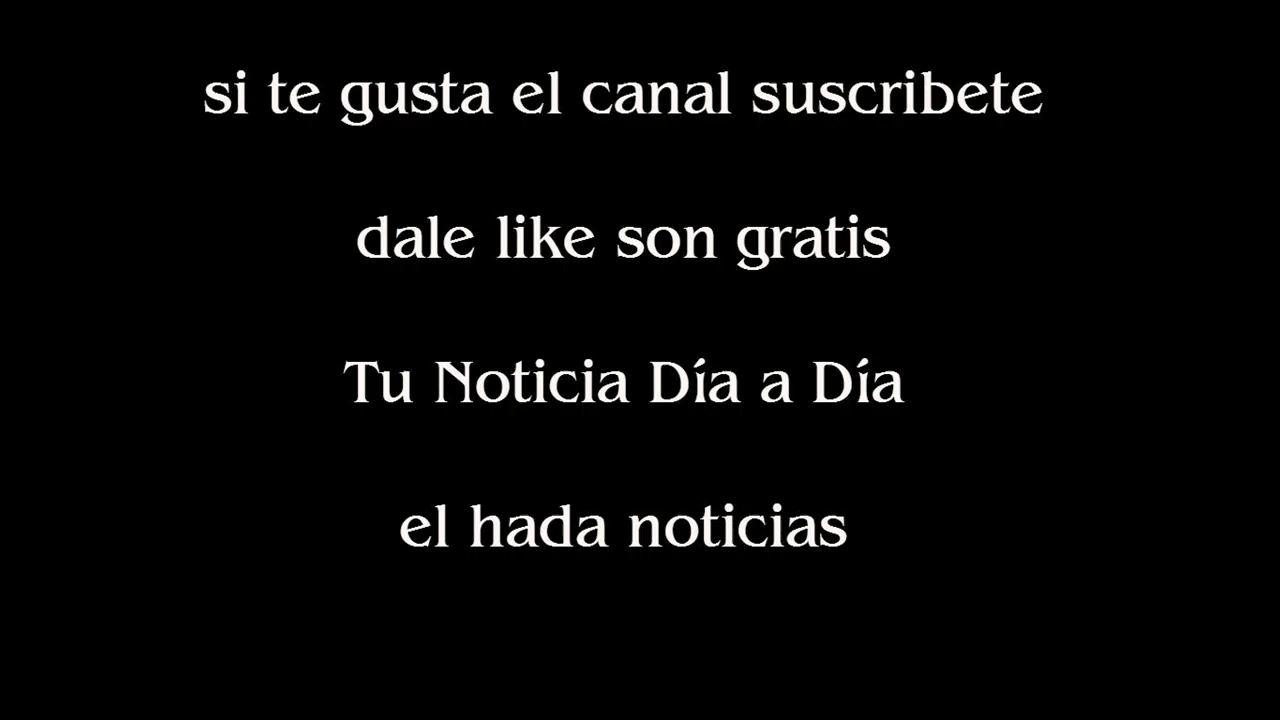 si te gusta el canal suscribete
dale like son gratis
Tu Noticia Día a Día
el hada noticias